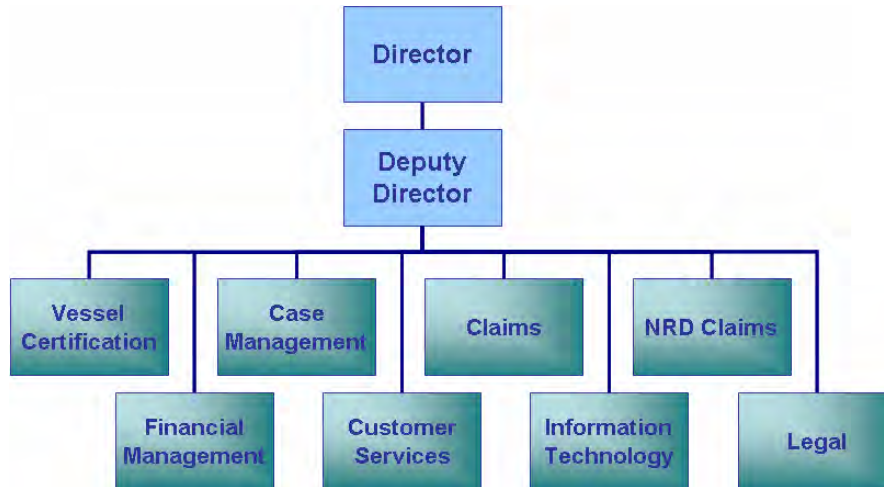 Director
Deputy
Director
Vessel
Certification
Case
Management
Claims
NRD Claims
Financial
Management
Customer
Services
Information
Technology
Legal